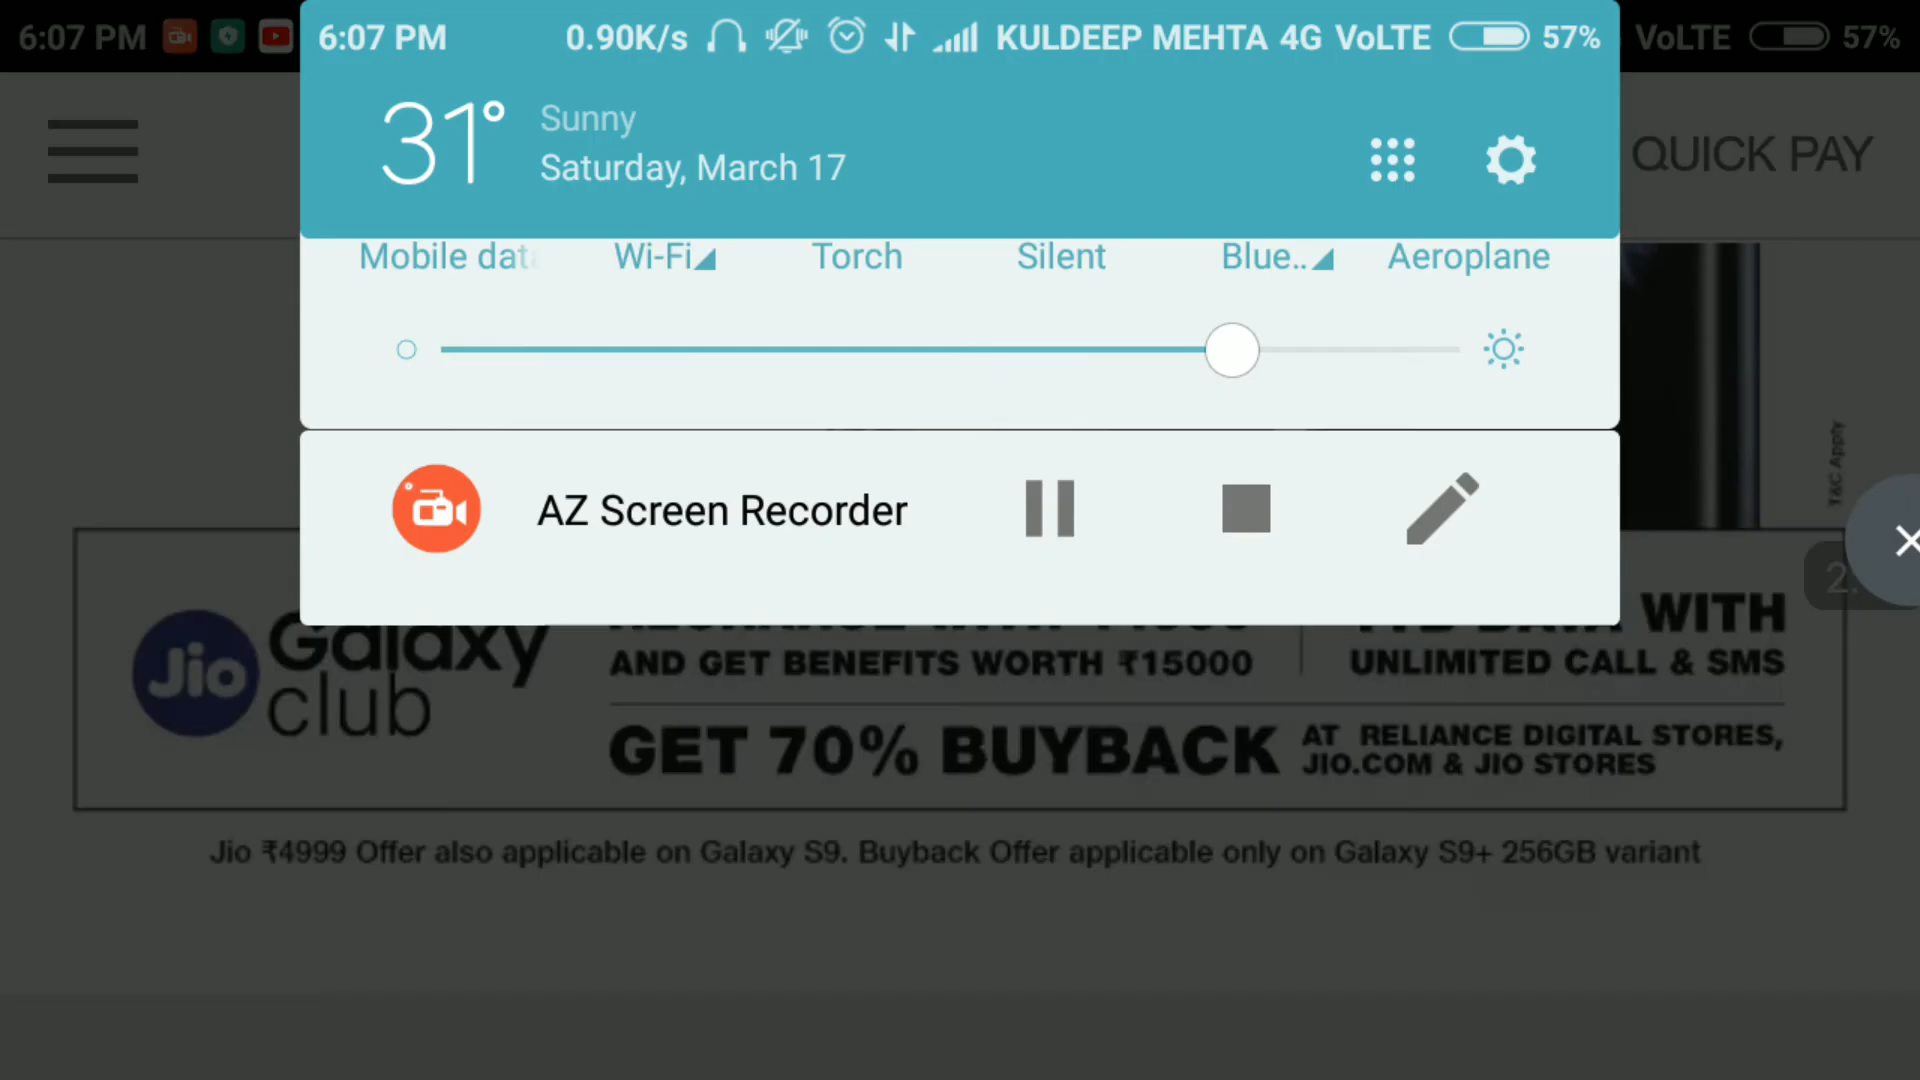 6:07 PM
6:07 PM 0.90K/s KULDEEP MEHTA 4G VoLTE 57%
VoLTE 57%
31° Sunny
Saturday, March 17
QUICK PAY
Mobile data Wi-Fi Torch Silent Blue.. Aeroplane
AZ Screen Recorder
T&C Apply
Jio Galaxy
club
WITH
AND GET BENEFITS WORTH ₹15000
UNLIMITED CALL & SMS
GET 70% BUYBACK AT RELIANCE DIGITAL STORES,
JIO.COM & JIO STORES
Jio ₹4999 Offer also applicable on Galaxy S9. Buyback Offer applicable only on Galaxy S9+ 256GB variant